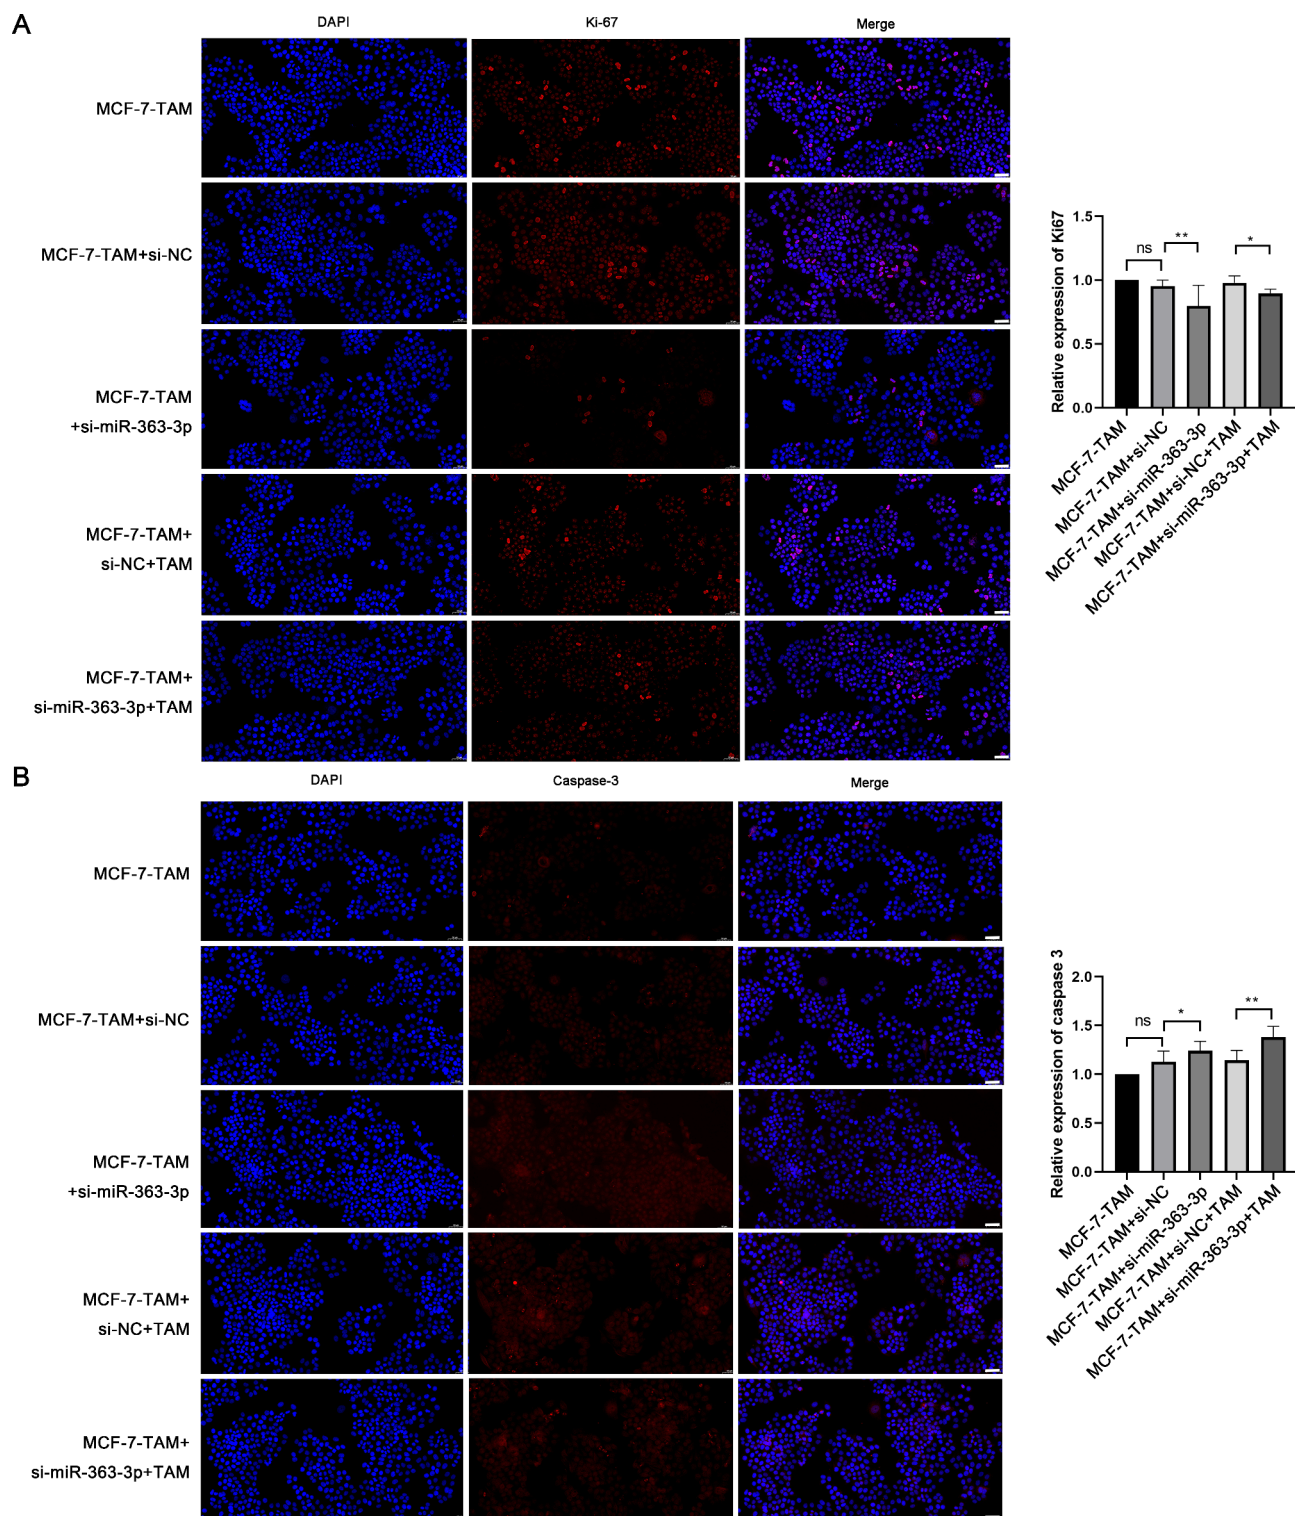 A
DAPI
Ki-67
Merge
MCF-7-TAM
MCF-7-TAM+si-NC
MCF-7-TAM
+si-miR-363-3p
MCF-7-TAM+
si-NC+TAM
MCF-7-TAM+
si-miR-363-3p+TAM
Relative expression of Ki67
1.5
1.0
0.5
0.0
ns
**
*
MCF-7-TAM
MCF-7-TAM+si-NC
MCF-7-TAM+si-miR-363-3p
MCF-7-TAM+si-NC+TAM
MCF-7-TAM+si-miR-363-3p+TAM
B
DAPI
Caspase-3
Merge
MCF-7-TAM
MCF-7-TAM+si-NC
MCF-7-TAM
+si-miR-363-3p
MCF-7-TAM+
si-NC+TAM
MCF-7-TAM+
si-miR-363-3p+TAM
Relative expression of caspase 3
2.0
1.5
1.0
0.5
0.0
ns
*
**
MCF-7-TAM
MCF-7-TAM+si-NC
MCF-7-TAM+si-miR-363-3p
MCF-7-TAM+si-NC+TAM
MCF-7-TAM+si-miR-363-3p+TAM